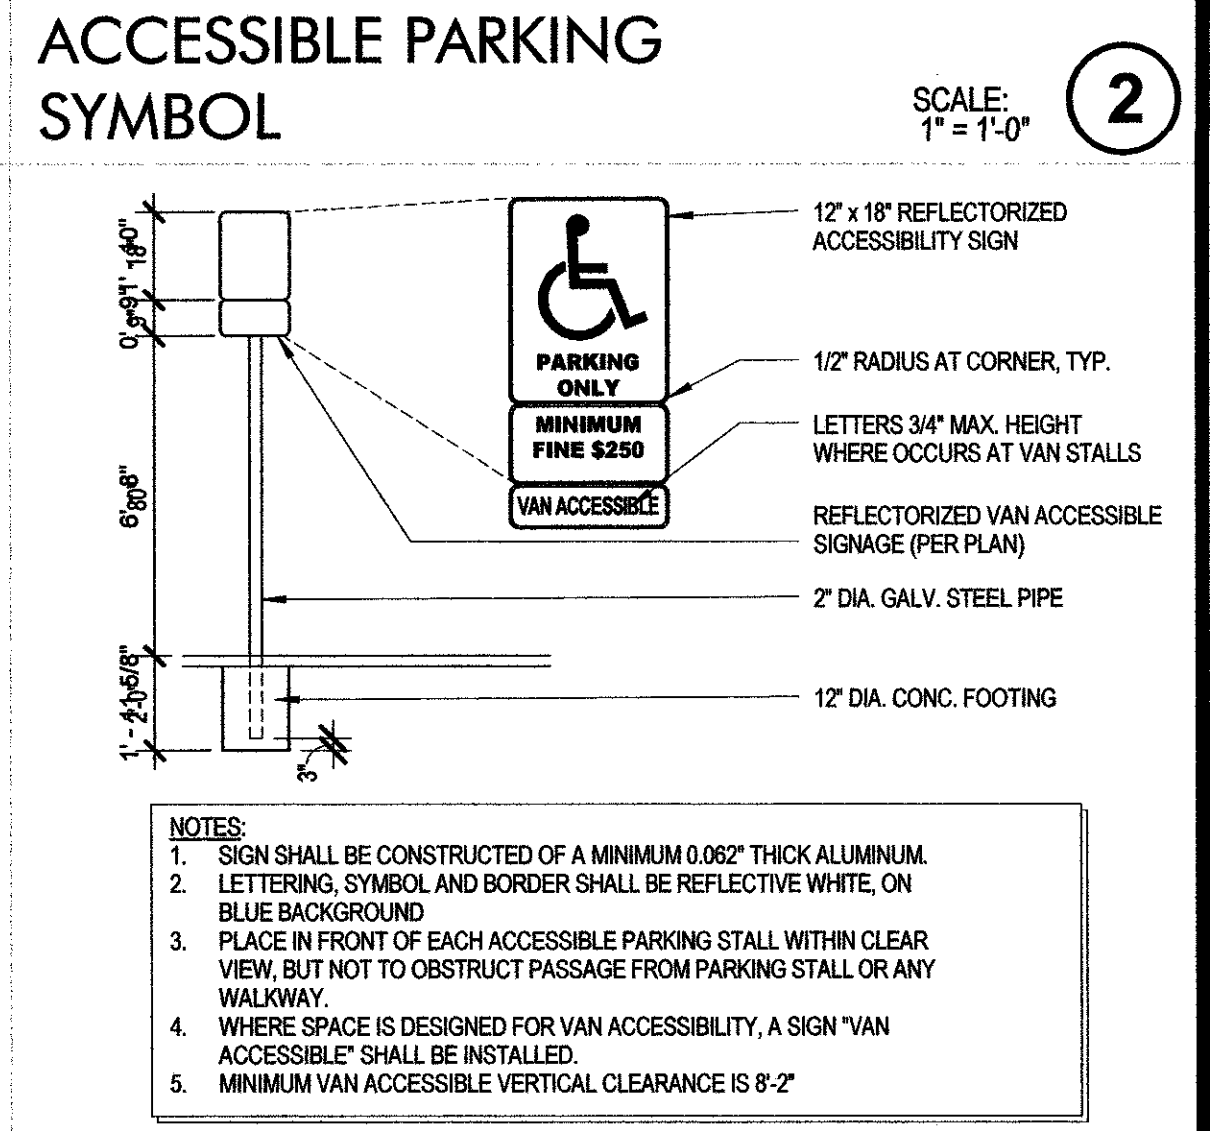 ACCESSIBLE PARKING
SYMBOL
SCALE:
1" = 1'-0"
2
12" x 18" REFLECTORIZED
ACCESSIBILITY SIGN
PARKING
ONLY
1/2" RADIUS AT CORNER, TYP.
MINIMUM
FINE $250
LETTERS 3/4" MAX. HEIGHT
WHERE OCCURS AT VAN STALLS
VAN ACCESSIBLE
REFLECTORIZED VAN ACCESSIBLE
SIGNAGE (PER PLAN)
2" DIA. GALV. STEEL PIPE
12" DIA. CONC. FOOTING
3"
NOTES:
1. SIGN SHALL BE CONSTRUCTED OF A MINIMUM 0.062" THICK ALUMINUM.
2. LETTERING, SYMBOL AND BORDER SHALL BE REFLECTIVE WHITE, ON
BLUE BACKGROUND
3. PLACE IN FRONT OF EACH ACCESSIBLE PARKING STALL WITHIN CLEAR
VIEW, BUT NOT TO OBSTRUCT PASSAGE FROM PARKING STALL OR ANY
WALKWAY.
4. WHERE SPACE IS DESIGNED FOR VAN ACCESSIBILITY, A SIGN "VAN
ACCESSIBLE" SHALL BE INSTALLED.
5. MINIMUM VAN ACCESSIBLE VERTICAL CLEARANCE IS 8'-2"